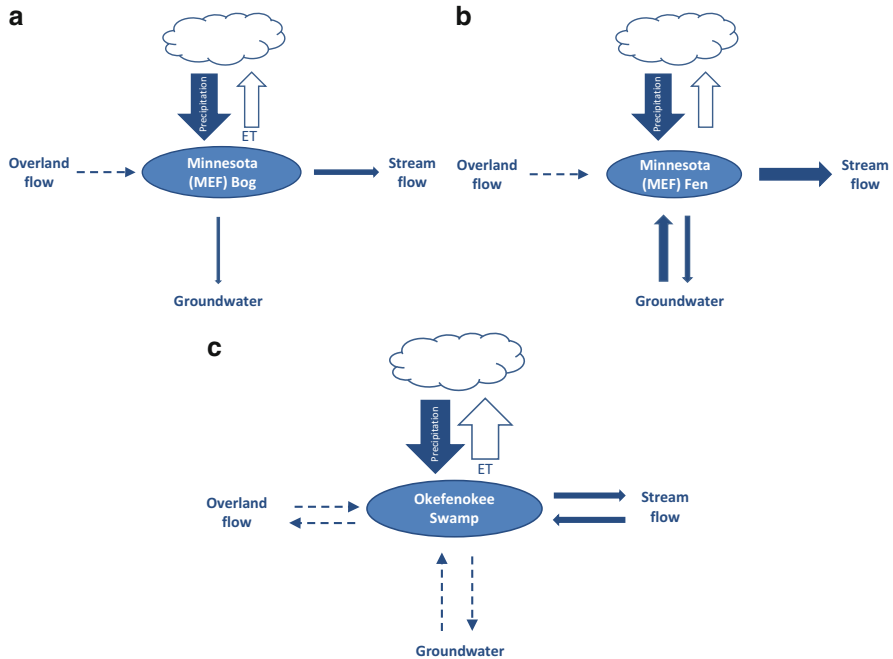 a
Precipitation
ET
Overland
flow
Minnesota
(MEF) Bog
Stream
flow
Groundwater
b
Precipitation
Overland
flow
Minnesota
(MEF) Fen
Stream
flow
Groundwater
c
Precipitation
ET
Overland
flow
Okefenokee
Swamp
Stream
flow
Groundwater